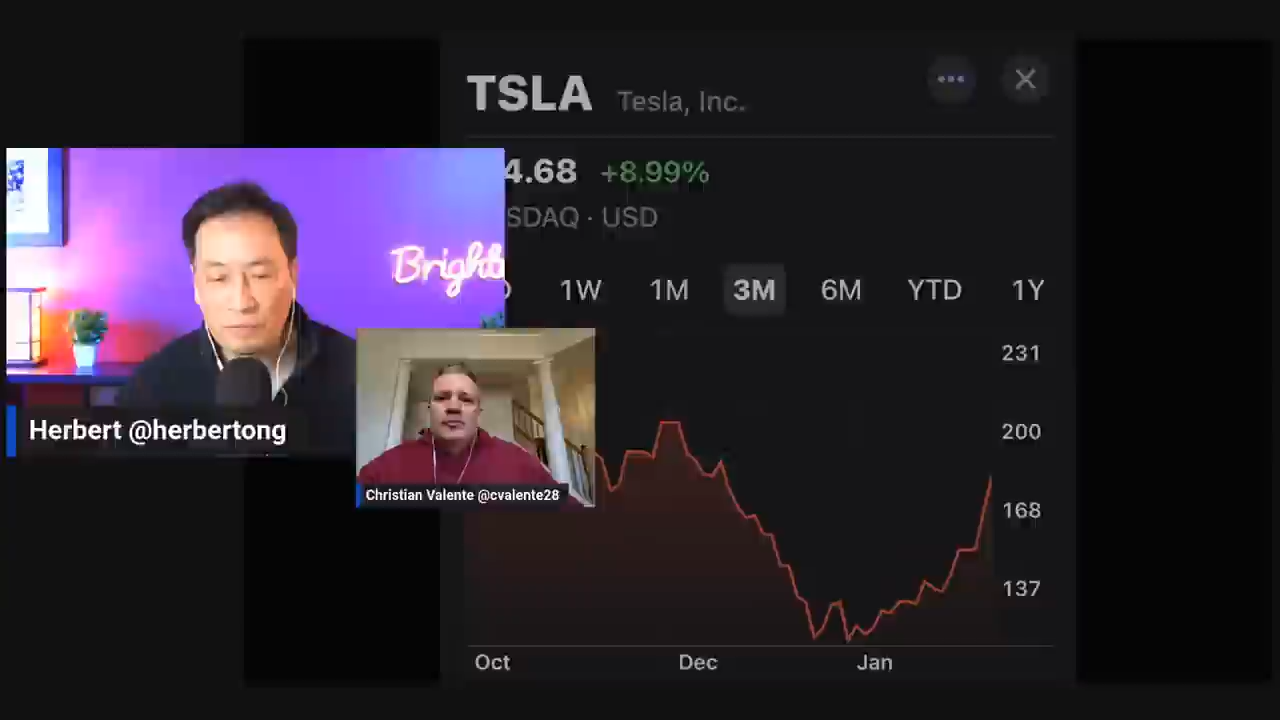 TSLA Tesla, Inc.
4.68 +8.99%
SDAQ · USD
1W 1M 3M 6M YTD 1Y
231
Bright
200
Herbert @herbertong
Christian Valente @cvalente28
168
137
Oct Dec Jan